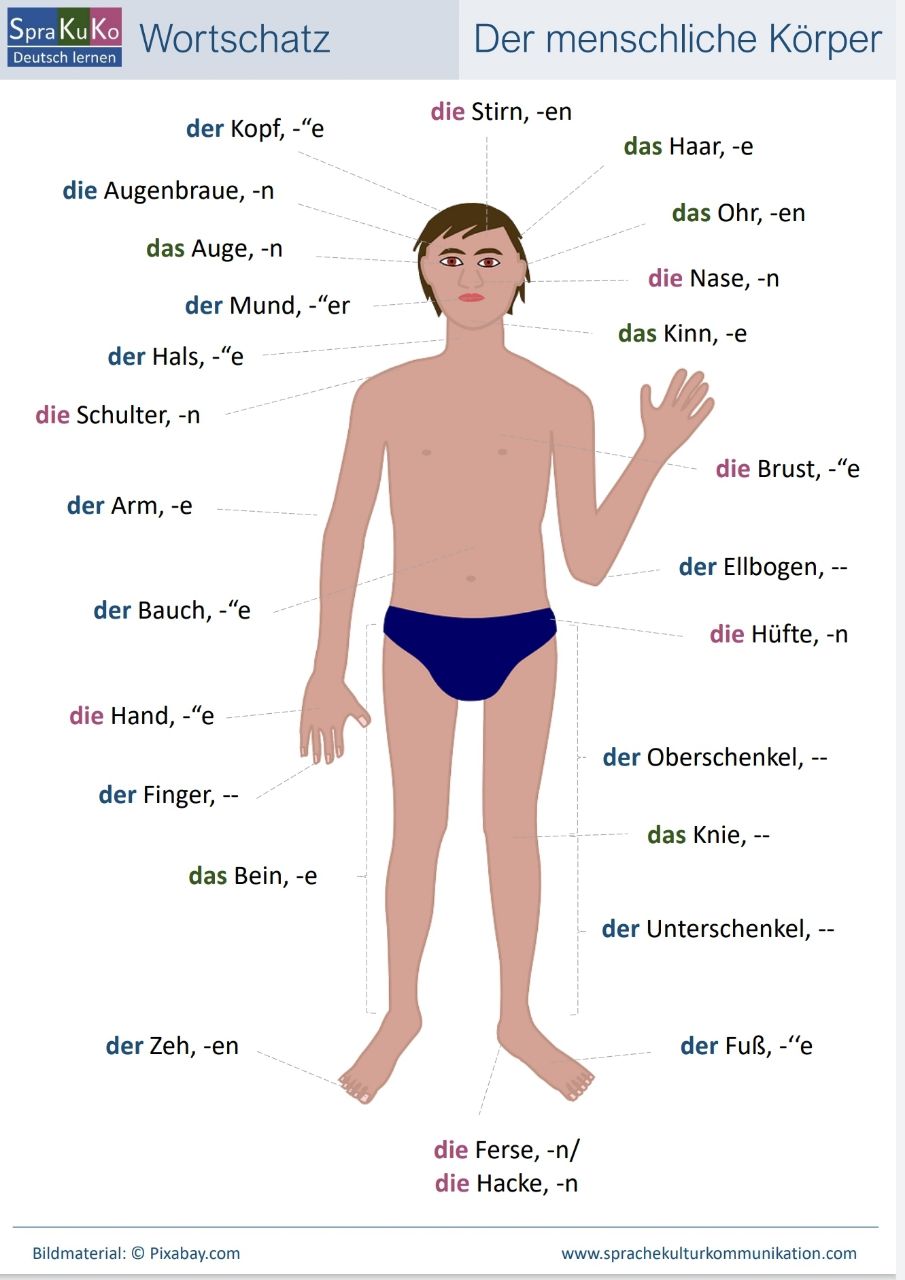 SpraKuKo
Deutsch lernen
Wortschatz
Der menschliche Körper
die Stirn, -en
der Kopf, -“e
das Haar, -e
die Augenbraue, -n
das Ohr, -en
das Auge, -n
die Nase, -n
der Mund, -“er
das Kinn, -e
der Hals, -“e
die Schulter, -n
die Brust, -“e
der Arm, -e
der Ellbogen, --
der Bauch, -“e
die Hüfte, -n
die Hand, -“e
der Oberschenkel, --
der Finger, --
das Knie, --
das Bein, -e
der Unterschenkel, --
der Zeh, -en
der Fuß, -‘‘e
die Ferse, -n/
die Hacke, -n
Bildmaterial: © Pixabay.com
www.sprachekulturkommunikation.com